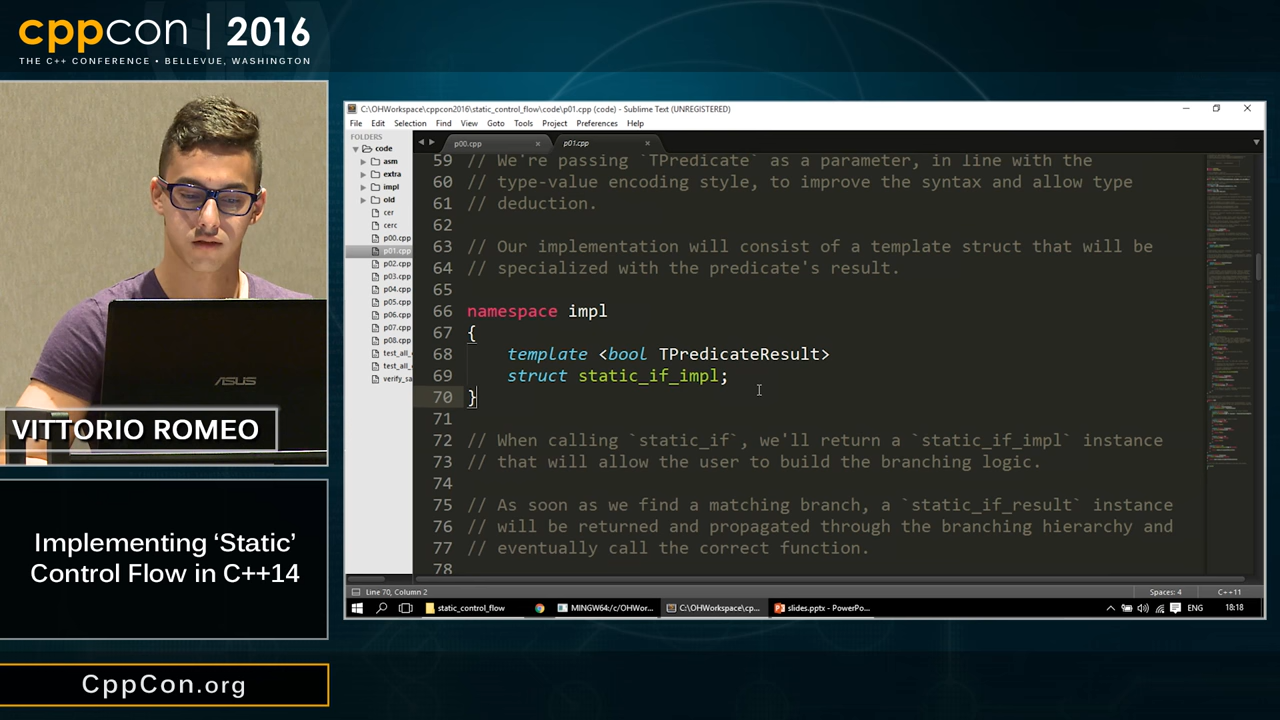 cppcon | 2016
THE C++ CONFERENCE • BELLEVUE, WASHINGTON
ASUS
VITTORIO ROMEO
Implementing ‘Static’
Control Flow in C++14
CppCon.org
C:\OHWorkspace\cppcon2016\static_control_flow\code\p01.cpp (code) - Sublime Text (UNREGISTERED)
File Edit Selection Find View Goto Tools Project Preferences Help
FOLDERS
code
asm
extra
impl
old
cer
cerc
p00.cpp
p01.cpp
p02.cpp
p03.cpp
p04.cpp
p05.cpp
p06.cpp
p07.cpp
p08.cpp
test_all_
test_all_
verify_sa
p00.cpp p01.cpp
59 // We're passing `TPredicate` as a parameter, in line with the
60 // type-value encoding style, to improve the syntax and allow type
61 // deduction.
62
63 // Our implementation will consist of a template struct that will be
64 // specialized with the predicate's result.
65
66 namespace impl
67 {
68 template <bool TPredicateResult>
69 struct static_if_impl;
70 }
71
72 // When calling `static_if`, we'll return a `static_if_impl` instance
73 // that will allow the user to build the branching logic.
74
75 // As soon as we find a matching branch, a `static_if_result` instance
76 // will be returned and propagated through the branching hierarchy and
77 // eventually call the correct function.
78
Line 70, Column 2 Spaces: 4 C++11
static_control_flow MINGW64:/c/OHWor... C:\OHWorkspace\cp... slides.pptx - PowerPo... ENG 18:18